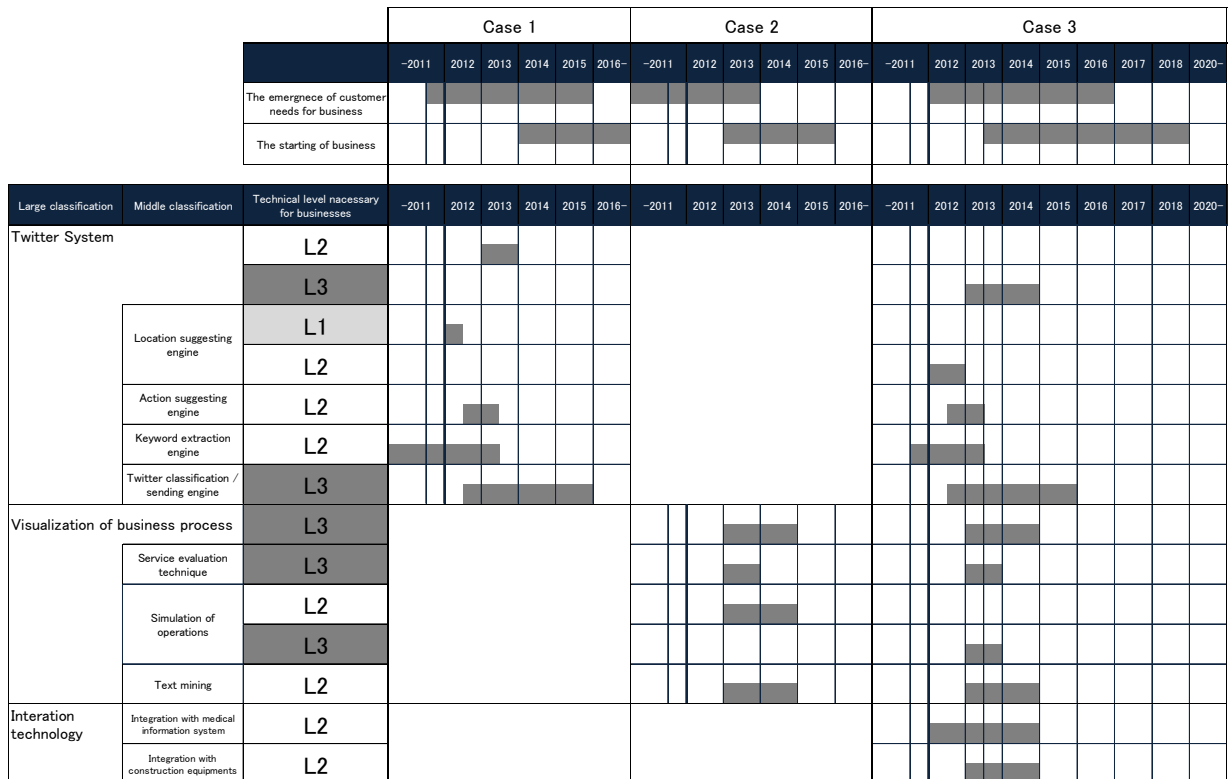 Case 1 Case 2 Case 3
-2011 2012 2013 2014 2015 2016- -2011 2012 2013 2014 2015 2016- -2011 2012 2013 2014 2015 2016 2017 2018 2020-
The emergnece of customer
needs for business
The starting of business
Large classification Middle classification Technical level nacessary
for businesses -2011 2012 2013 2014 2015 2016- -2011 2012 2013 2014 2015 2016- -2011 2012 2013 2014 2015 2016 2017 2018 2020-
Twitter System L2
L3
Location suggesting
engine
L1
L2
Action suggesting
engine
L2
Keyword extraction
engine
L2
Twitter classification /
sending engine
L3
Visualization of business process L3
Service evaluation
technique
L3
Simulation of
operations
L2
L3
Text mining L2
Interation
technology
Integration with medical
information system
L2
Integration with
construction equipments
L2